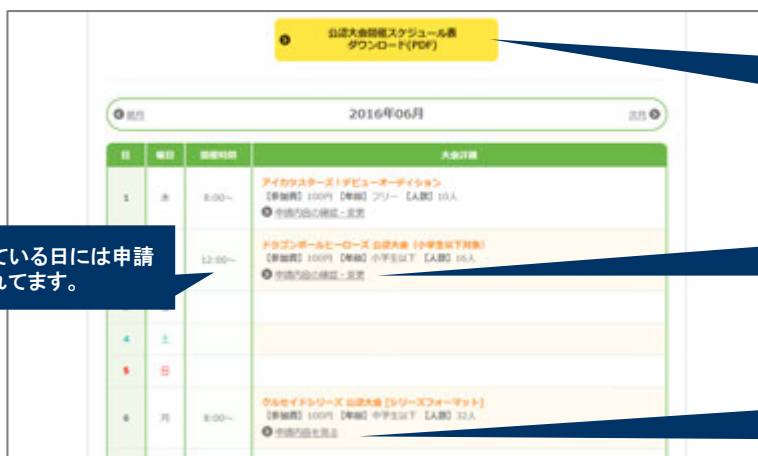 公認大会開催スケジュール表
ダウンロード(PDF)
前月
2016年06月
次月
日 曜日 開催時間 大会詳細
1 水 8:00～
アイカツスターズ！デビューオーディション
【参加費】100円 【年齢】フリー 【人数】10人
申請内容の確認・変更
ている日には申請
れてます。
12:00～
ドラゴンボールヒーローズ 公認大会（小学生以下対象）
【参加費】100円 【年齢】小学生以下 【人数】16人
申請内容の確認・変更
4 土
5 日
6 月 8:00～
クルセイドシリーズ 公認大会 [シリーズフォーマット]
【参加費】100円 【年齢】中学生以下 【人数】32人
申請内容を見る